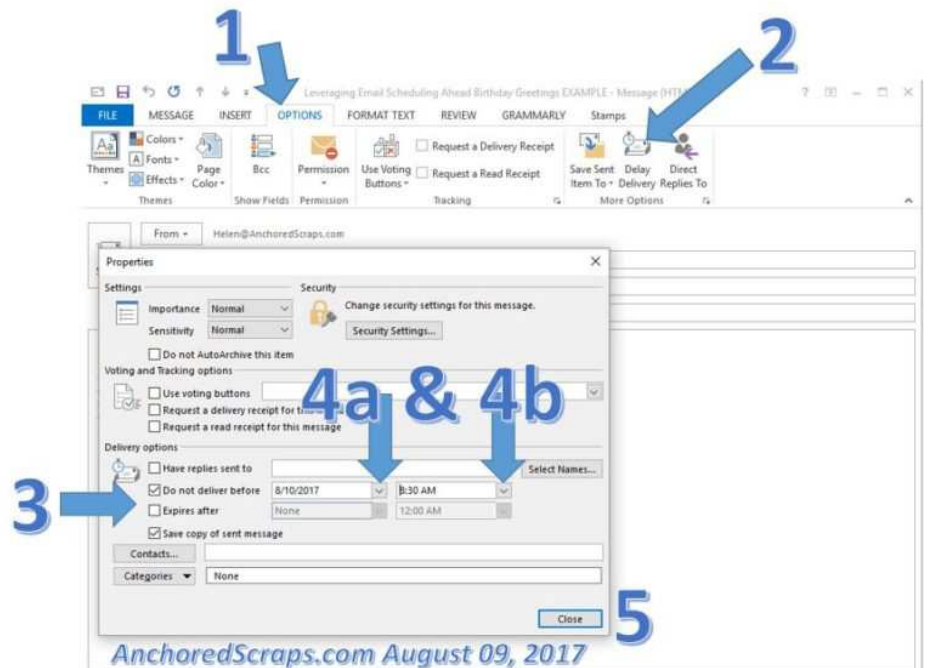 1
2
Leveraging Email Scheduling Ahead Birthday Greetings EXAMPLE - Message (HTM
FILE MESSAGE INSERT OPTIONS FORMAT TEXT REVIEW GRAMMARLY Stamps
Aa Themes
Colors
A Fonts
Effects
Page Color
Bcc
Permission
Use Voting Buttons
Request a Delivery Receipt
Request a Read Receipt
Save Sent Item To
Delay Delivery
Direct Replies To
Themes Show Fields Permission Tracking More Options
From Helen@AnchoredScraps.com
Properties
Settings Security
Importance Normal Change security settings for this message.
Sensitivity Normal Security Settings...
Do not AutoArchive this item
Voting and Tracking options
4a & 4b
Use voting buttons
Request a delivery receipt for this
Request a read receipt for this message
Delivery options
Have replies sent to Select Names...
3
Do not deliver before 8/10/2017 8:30 AM
Expires after None 12:00 AM
Save copy of sent message
Contacts...
Categories None
Close
5
AnchoredScraps.com August 09, 2017